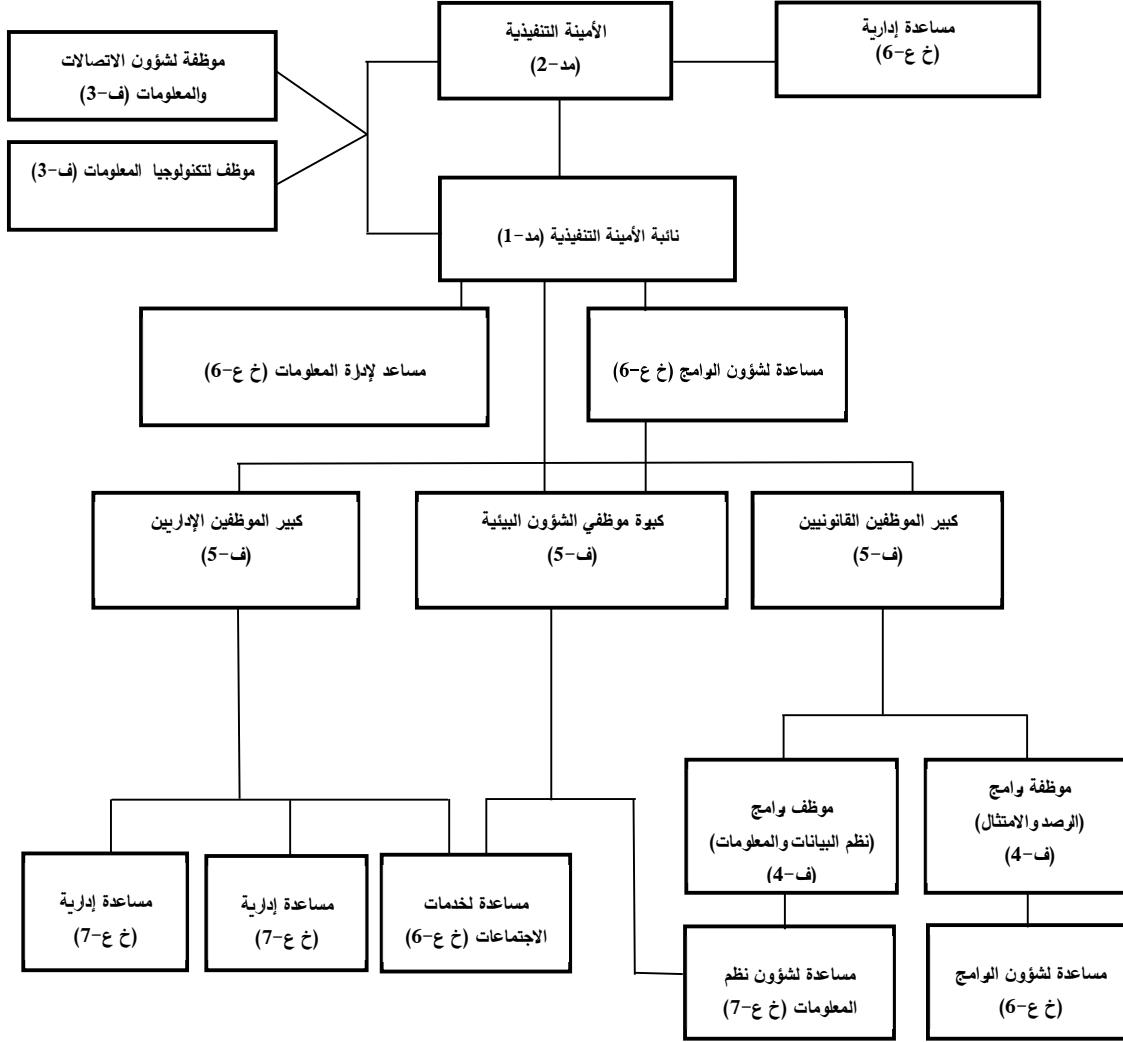 الأمينة التنفيذية
(مد-2)
مساعدة إدارية
(خ ع-6)
موظفة لشؤون الاتصالات
والمعلومات (ف-3)
موظف لتكنولوجيا المعلومات (ف-3)
نائبة الأمينة التنفيذية (مد-1)
مساعدة لشؤون الوامج (خ ع-6)
مساعد لإدلزة المعلومات (خ ع-6)
كبير الموظفين القانونيين
(ف-5)
كبوة موظفي الشؤون البيئية
(ف-5)
كبير الموظفين الإداريين
(ف-5)
موظفة وامج
(الرصد والامتثال)
(ف-4)
موظف وامج
(نظم البيانات والمعلومات)
(ف-4)
مساعدة لخدمات
الاجتماعات (خ ع-6)
مساعدة إدارية
(خ ع-7)
مساعدة إدارية
(خ ع-7)
مساعدة لشؤون الوامج
(خ ع-6)
مساعدة لشؤون نظم
المعلومات (خ ع-7)